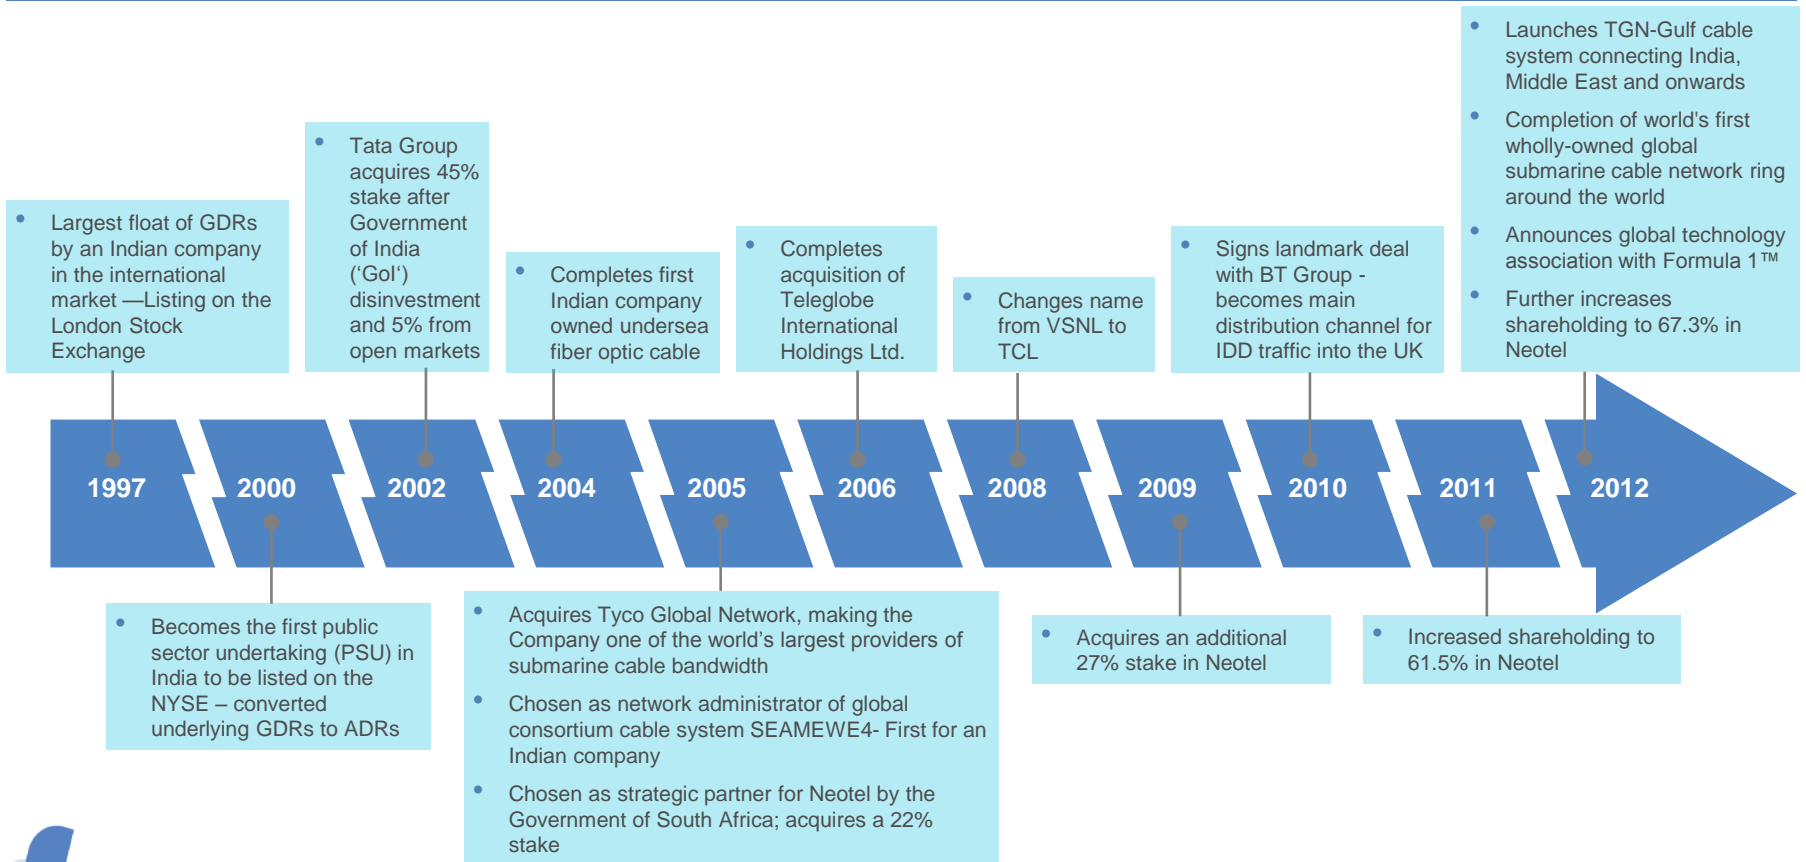 • Largest float of GDRs
by an Indian company
in the international
market —Listing on the
London Stock
Exchange
• Tata Group
acquires 45%
stake after
Government
of India
(‘GoI‘)
disinvestment
and 5% from
open markets
• Completes first
Indian company
owned undersea
fiber optic cable
• Completes
acquisition of
Teleglobe
International
Holdings Ltd.
• Changes name
from VSNL to
TCL
• Signs landmark deal
with BT Group -
becomes main
distribution channel for
IDD traffic into the UK
• Launches TGN-Gulf cable
system connecting India,
Middle East and onwards
• Completion of world's first
wholly-owned global
submarine cable network ring
around the world
• Announces global technology
association with Formula 1™
• Further increases
shareholding to 67.3% in
Neotel
1997
2000
2002
2004
2005
2006
2008
2009
2010
2011
2012
• Becomes the first public
sector undertaking (PSU) in
India to be listed on the
NYSE – converted
underlying GDRs to ADRs
• Acquires Tyco Global Network, making the
Company one of the world’s largest providers of
submarine cable bandwidth
• Chosen as network administrator of global
consortium cable system SEAMEWE4- First for an
Indian company
• Chosen as strategic partner for Neotel by the
Government of South Africa; acquires a 22%
stake
• Acquires an additional
27% stake in Neotel
• Increased shareholding to
61.5% in Neotel